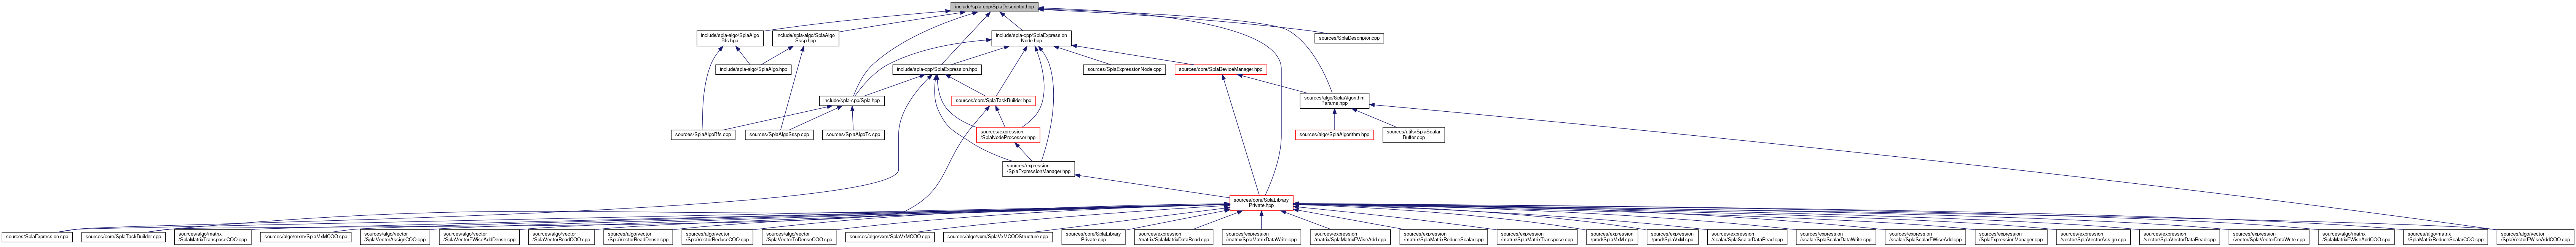 include/spla-cpp/SplaDescriptor.hpp
include/spla-algo/SplaAlgo
Bfs.hpp
include/spla-algo/SplaAlgo
Sssp.hpp
include/spla-cpp/SplaExpression
Node.hpp
sources/SplaDescriptor.cpp
include/spla-algo/SplaAlgo.hpp
include/spla-cpp/SplaExpression.hpp
sources/SplaExpressionNode.cpp
sources/core/SplaDeviceManager.hpp
include/spla-cpp/Spla.hpp
sources/core/SplaTaskBuilder.hpp
sources/algo/SplaAlgorithm
Params.hpp
sources/SplaAlgoBfs.cpp
sources/SplaAlgoSssp.cpp
sources/SplaAlgoTc.cpp
sources/expression
/SplaNodeProcessor.hpp
sources/algo/SplaAlgorithm.hpp
sources/utils/SplaScalar
Buffer.cpp
sources/expression
/SplaExpressionManager.hpp
sources/core/SplaLibrary
Private.hpp
sources/SplaExpression.cpp
sources/core/SplaTaskBuilder.cpp
sources/algo/matrix
/SplaMatrixTransposeCOO.cpp
sources/algo/mxm/SplaMxMCOO.cpp
sources/algo/vector
/SplaVectorAssignCOO.cpp
sources/algo/vector
/SplaVectorEWiseAddDense.cpp
sources/algo/vector
/SplaVectorReadCOO.cpp
sources/algo/vector
/SplaVectorReadDense.cpp
sources/algo/vector
/SplaVectorReduceCOO.cpp
sources/algo/vector
/SplaVectorToDenseCOO.cpp
sources/algo/vxm/SplaVxMCOO.cpp
sources/algo/vxm/SplaVxMCOOStructure.cpp
sources/core/SplaLibrary
Private.cpp
sources/expression
/matrix/SplaMatrixDataRead.cpp
sources/expression
/matrix/SplaMatrixDataWrite.cpp
sources/expression
/matrix/SplaMatrixEWiseAdd.cpp
sources/expression
/matrix/SplaMatrixReduceScalar.cpp
sources/expression
/matrix/SplaMatrixTranspose.cpp
sources/expression
/prod/SplaMxM.cpp
sources/expression
/prod/SplaVxM.cpp
sources/expression
/scalar/SplaScalarDataRead.cpp
sources/expression
/scalar/SplaScalarDataWrite.cpp
sources/expression
/scalar/SplaScalarEWiseAdd.cpp
sources/expression
/SplaExpressionManager.cpp
sources/expression
/vector/SplaVectorAssign.cpp
sources/expression
/vector/SplaVectorDataRead.cpp
sources/expression
/vector/SplaVectorDataWrite.cpp
sources/expression
/vector/SplaVectorEWiseAdd.cpp
sources/algo/matrix
/SplaMatrixEWiseAddCOO.cpp
sources/algo/matrix
/SplaMatrixReduceScalarCOO.cpp
sources/algo/vector
/SplaVectorEWiseAddCOO.cpp